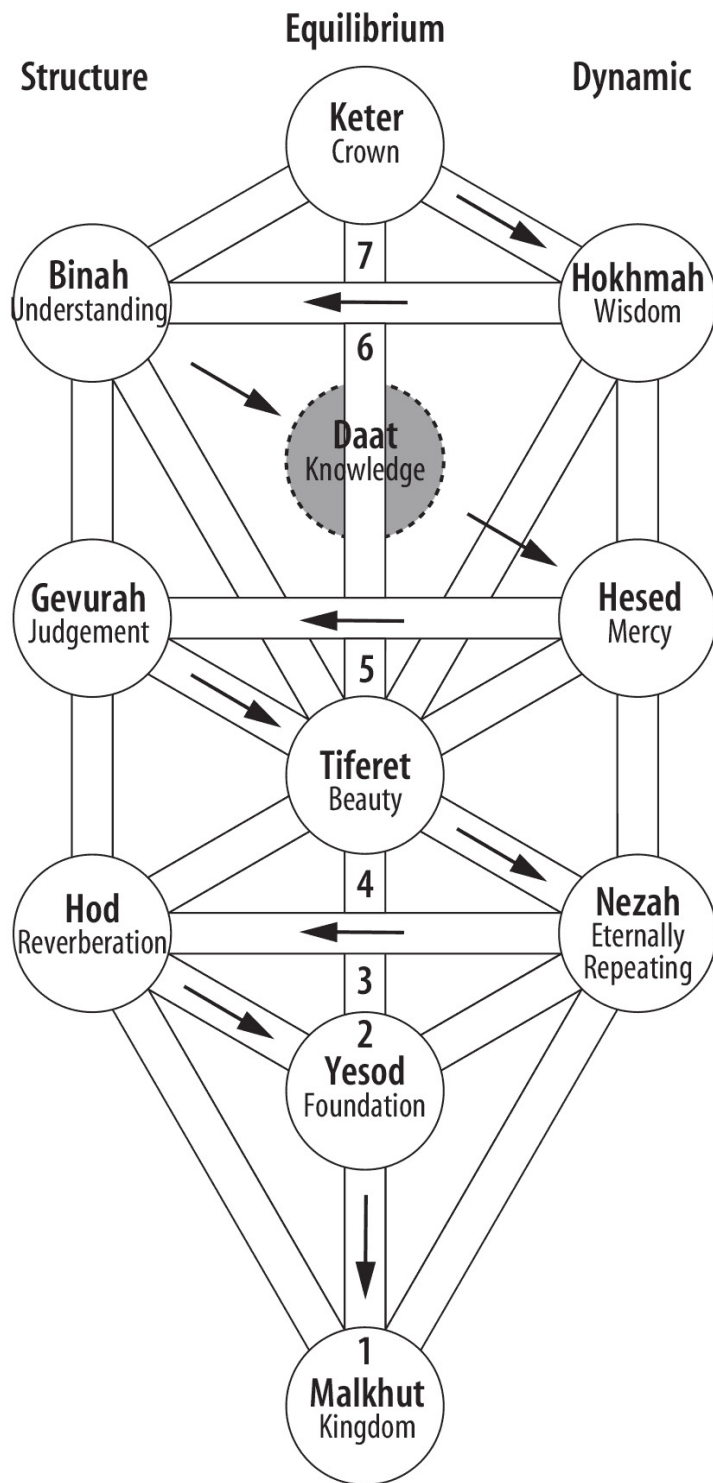 Equilibrium
Structure
Dynamic
Keter
Crown
7
Binah
Understanding
Hokhmah
Wisdom
6
Daat
Knowledge
Gevurah
Judgement
Hesed
Mercy
5
Tiferet
Beauty
4
Hod
Reverberation
Nezah
Eternally
Repeating
3
2
Yesod
Foundation
1
Malkhut
Kingdom